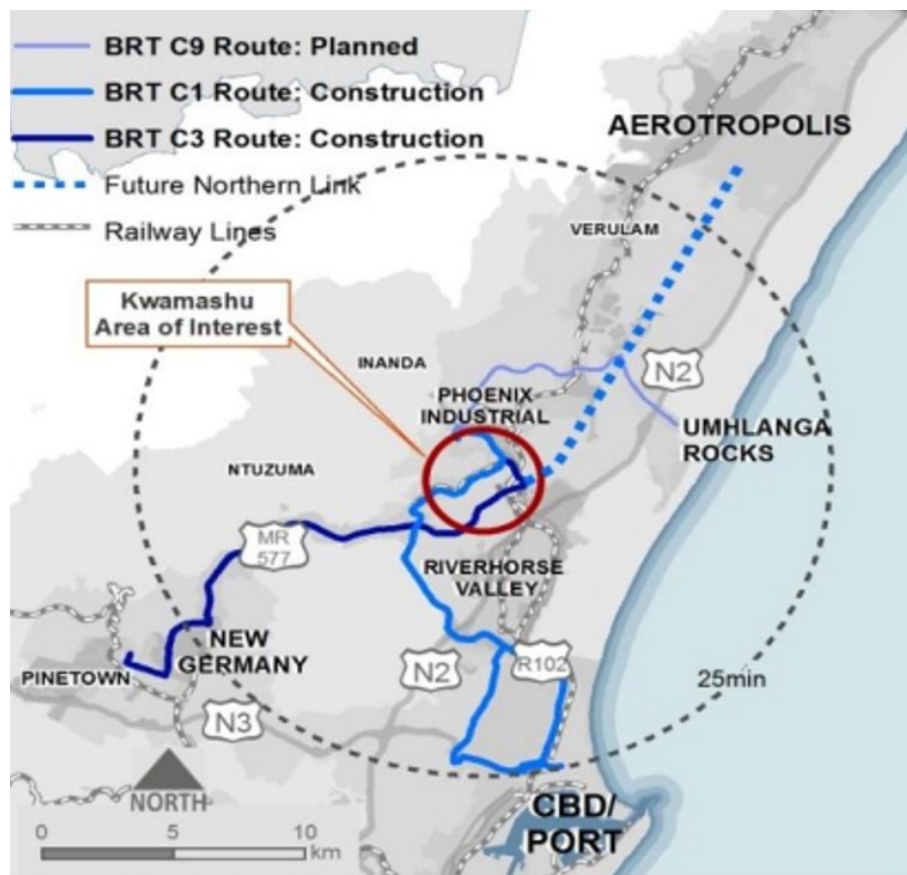 BRT C9 Route: Planned
BRT C1 Route: Construction
BRT C3 Route: Construction
Future Northern Link
Railway Lines
AEROTROPOLIS
VERULAM
Kwamashu
Area of Interest
INANDA
N2
PHOENIX
INDUSTRIAL
UMHLANGA
ROCKS
NTUZUMA
MR
577
RIVERHORSE
VALLEY
NEW
GERMANY
PINETOWN
N2
R102
25min
N3
NORTH
CBD/
PORT
0 5 10
km